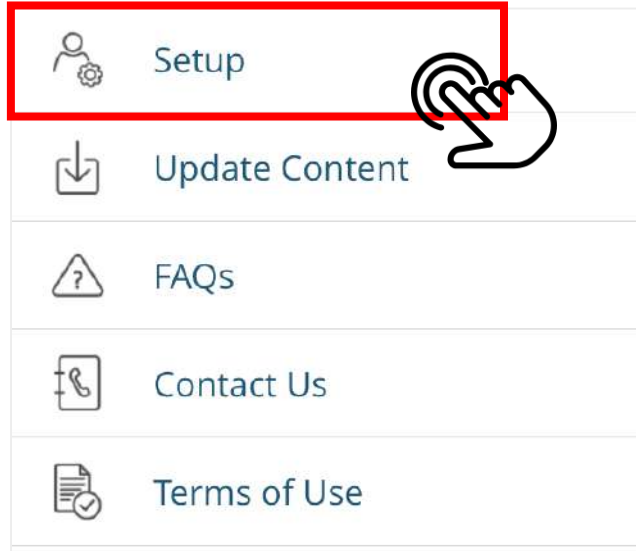 Setup
Update Content
FAQs
Contact Us
Terms of Use